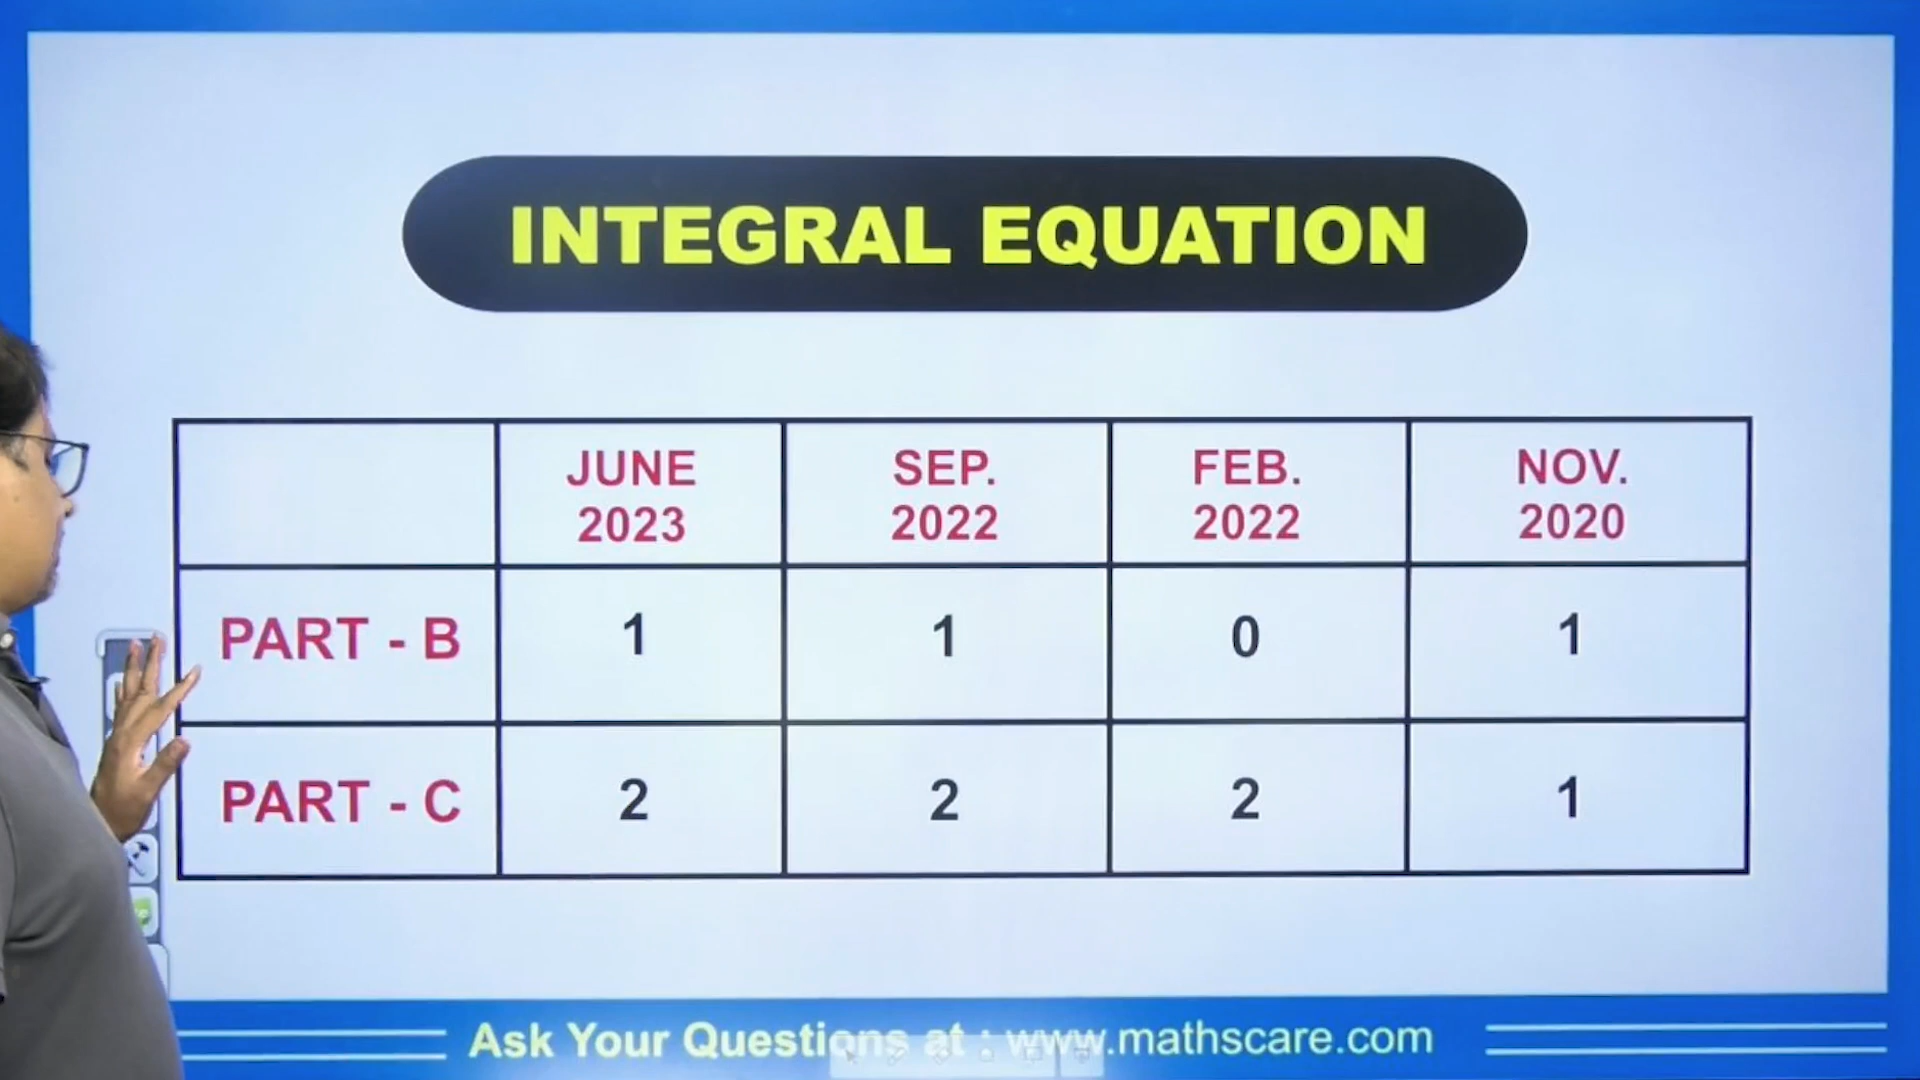 INTEGRAL EQUATION
JUNE 2023 SEP. 2022 FEB. 2022 NOV. 2020
PART - B 1 1 0 1
PART - C 2 2 2 1
Ask Your Questions at : www.mathscare.com